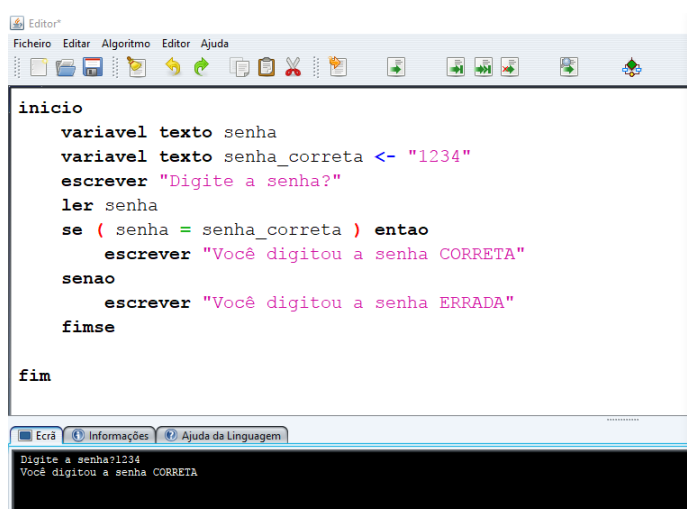 Editor*
Ficheiro Editar Algoritmo Editor Ajuda
inicio
variavel texto senha
variavel texto senha_correta <- "1234"
escrever "Digite a senha?"
ler senha
se ( senha = senha_correta ) entao
escrever "Você digitou a senha CORRETA"
senao
escrever "Você digitou a senha ERRADA"
fimse
fim
Ecrã Informações Ajuda da Linguagem
Digite a senha?1234
Você digitou a senha CORRETA